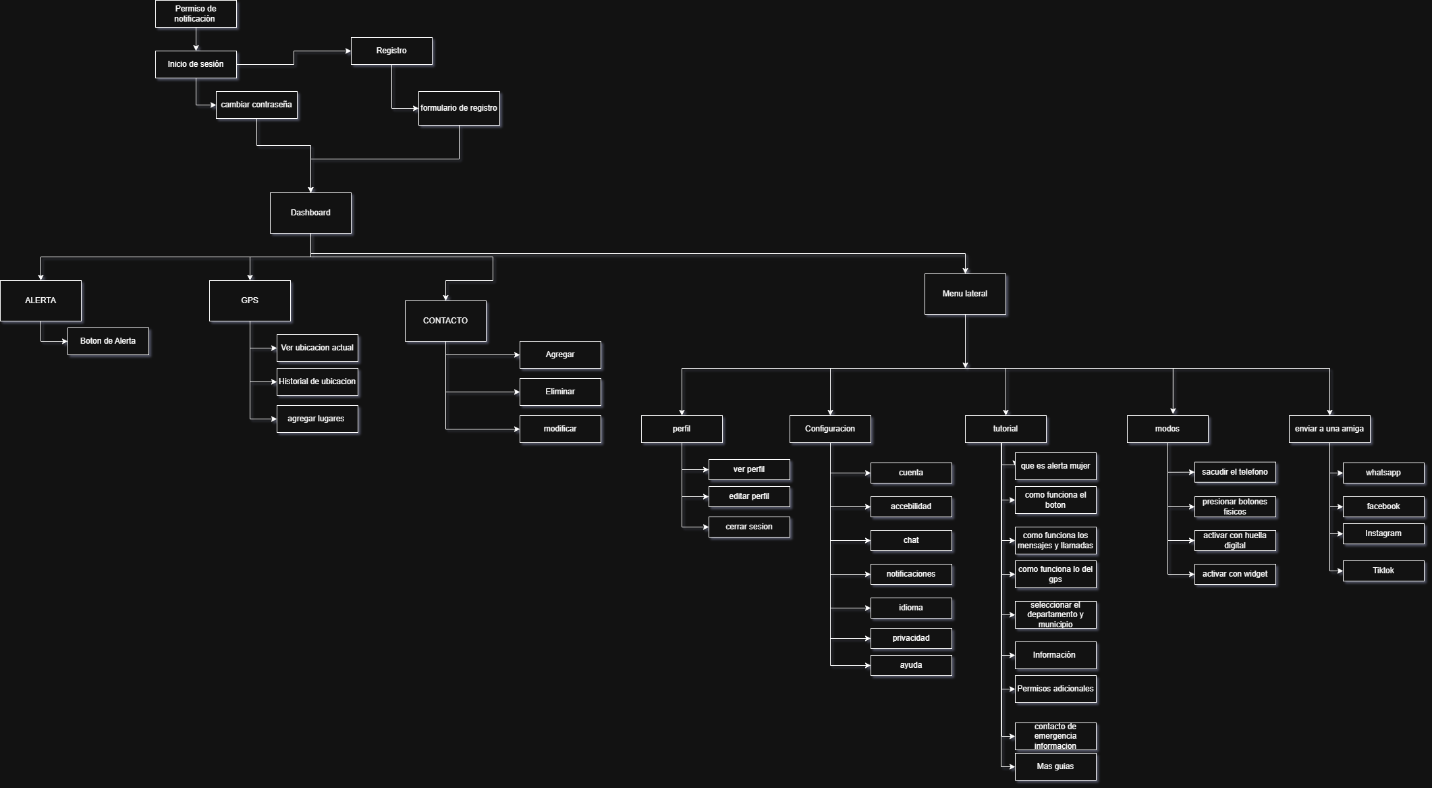 Permiso de
notificación
Inicio de sesión
Registro
cambiar contraseña
formulario de registro
Dashboard
ALERTA
Boton de Alerta
GPS
Ver ubicacion actual
Historial de ubicacion
agregar lugares
CONTACTO
Agregar
Eliminar
modificar
Menu lateral
perfil
ver perfil
editar perfil
cerrar sesion
Configuracion
cuenta
accebilidad
chat
notificaciones
idioma
privacidad
ayuda
tutorial
que es alerta mujer
como funciona el
boton
como funciona los
mensajes y llamadas
como funciona lo del
gps
seleccionar el
departamento y
municipio
Información
Permisos adicionales
contacto de
emergencia
informacion
Mas guias
modos
sacudir el telefono
presionar botones
fisicos
activar con huella
digital
activar con widget
enviar a una amiga
whatsapp
facebook
Instagram
Tiktok